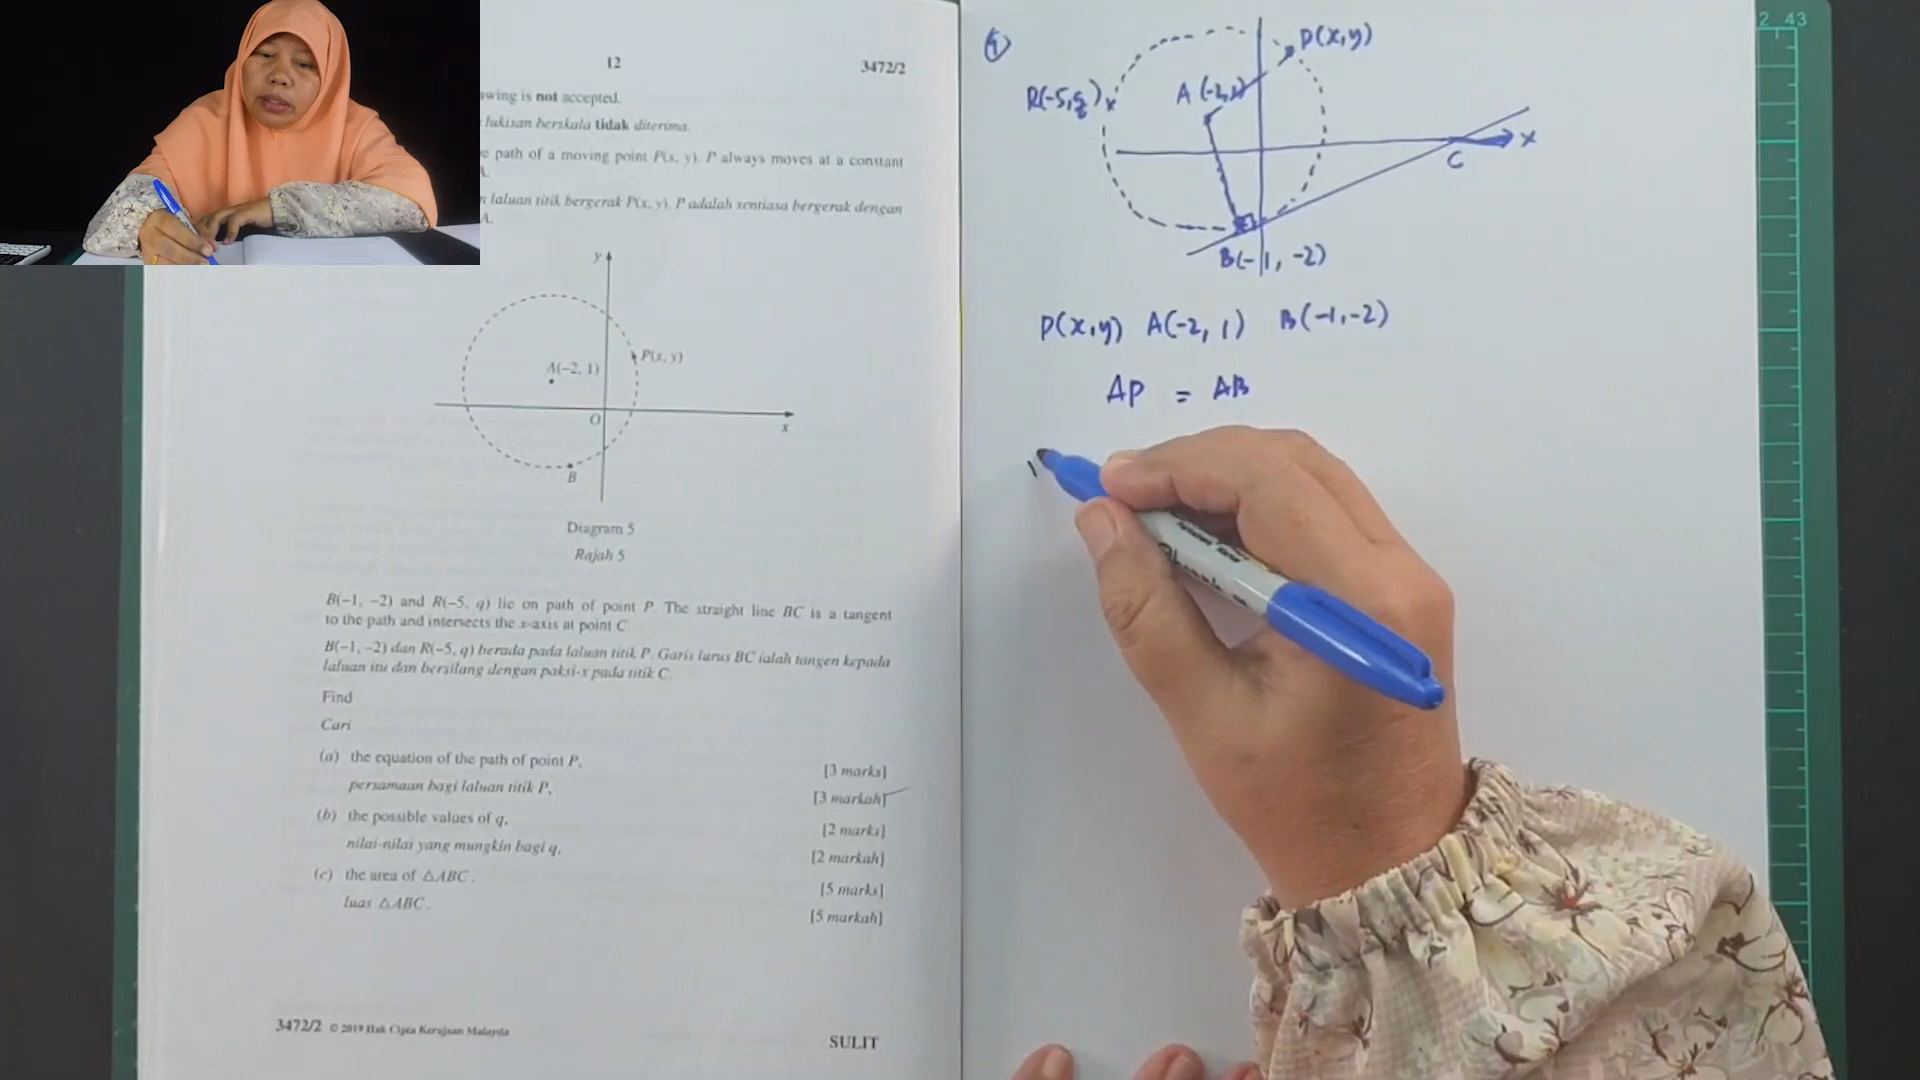 12
3472/2
awing is not accepted.
lukisan berskala tidak diterima.
path of a moving point P(x, y). P always moves at a constant
A.
laluan titik bergerak P(x, y). P adalah sentiasa bergerak dengan
A.
y
P(x, y)
A(−2, 1)
O
x
B
Diagram 5
Rajah 5
B(−1, −2) and R(−5, q) lie on path of point P. The straight line BC is a tangent
to the path and intersects the x-axis at point C.
B(−1, −2) dan R(−5, q) berada pada laluan titik P. Garis lurus BC ialah tangen kepada
laluan itu dan bersilang dengan paksi-x pada titik C.
Find
Cari
(a) the equation of the path of point P, [3 marks]
persamaan bagi laluan titik P, [3 markah]
(b) the possible values of q, [2 marks]
nilai-nilai yang mungkin bagi q, [2 markah]
(c) the area of △ABC. [5 marks]
luas △ABC. [5 markah]
3472/2 © 2019 Hak Cipta Kerajaan Malaysia
SULIT
P(x,y)
R(-5,q)
A
x
C
B(-1, -2)
P(x,y) A(-2, 1) B(-1,-2)
AP = AB
2 43